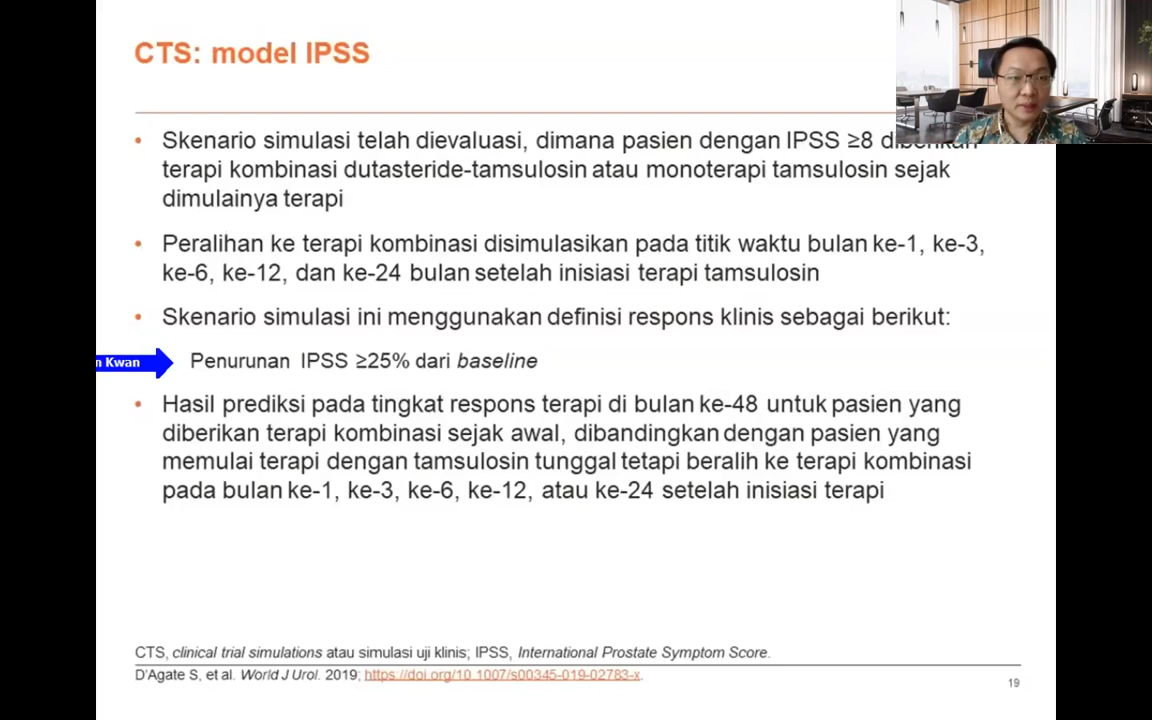 CTS: model IPSS
• Skenario simulasi telah dievaluasi, dimana pasien dengan IPSS ≥8 diberikan
terapi kombinasi dutasteride-tamsulosin atau monoterapi tamsulosin sejak
dimulainya terapi
• Peralihan ke terapi kombinasi disimulasikan pada titik waktu bulan ke-1, ke-3,
ke-6, ke-12, dan ke-24 bulan setelah inisiasi terapi tamsulosin
• Skenario simulasi ini menggunakan definisi respons klinis sebagai berikut:
n Kwan
Penurunan IPSS ≥25% dari baseline
• Hasil prediksi pada tingkat respons terapi di bulan ke-48 untuk pasien yang
diberikan terapi kombinasi sejak awal, dibandingkan dengan pasien yang
memulai terapi dengan tamsulosin tunggal tetapi beralih ke terapi kombinasi
pada bulan ke-1, ke-3, ke-6, ke-12, atau ke-24 setelah inisiasi terapi
CTS, clinical trial simulations atau simulasi uji klinis; IPSS, International Prostate Symptom Score.
D'Agate S, et al. World J Urol. 2019; https://doi.org/10.1007/s00345-019-02783-x.
19